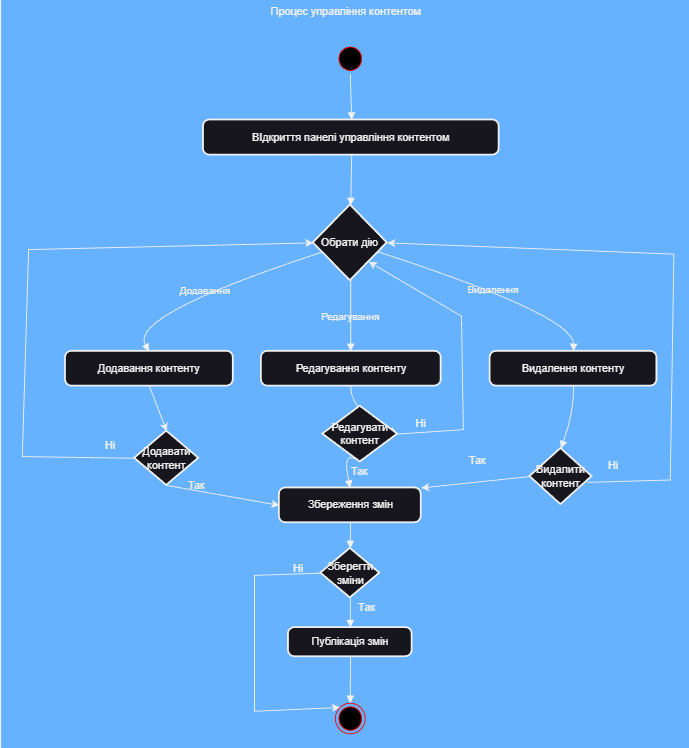 Процес управління контентом
ВІдкриття панелі управління контентом
Обрати дію
Додавання
Видалення
Редагування
Додавання контенту
Редагування контенту
Видалення контенту
Ні
Редагувати
контент
Ні
Додавати
контент
Так
Так
Ні
Видалити
контент
Так
Збереження змін
Ні
Зберегти
зміни
Так
Публікація змін